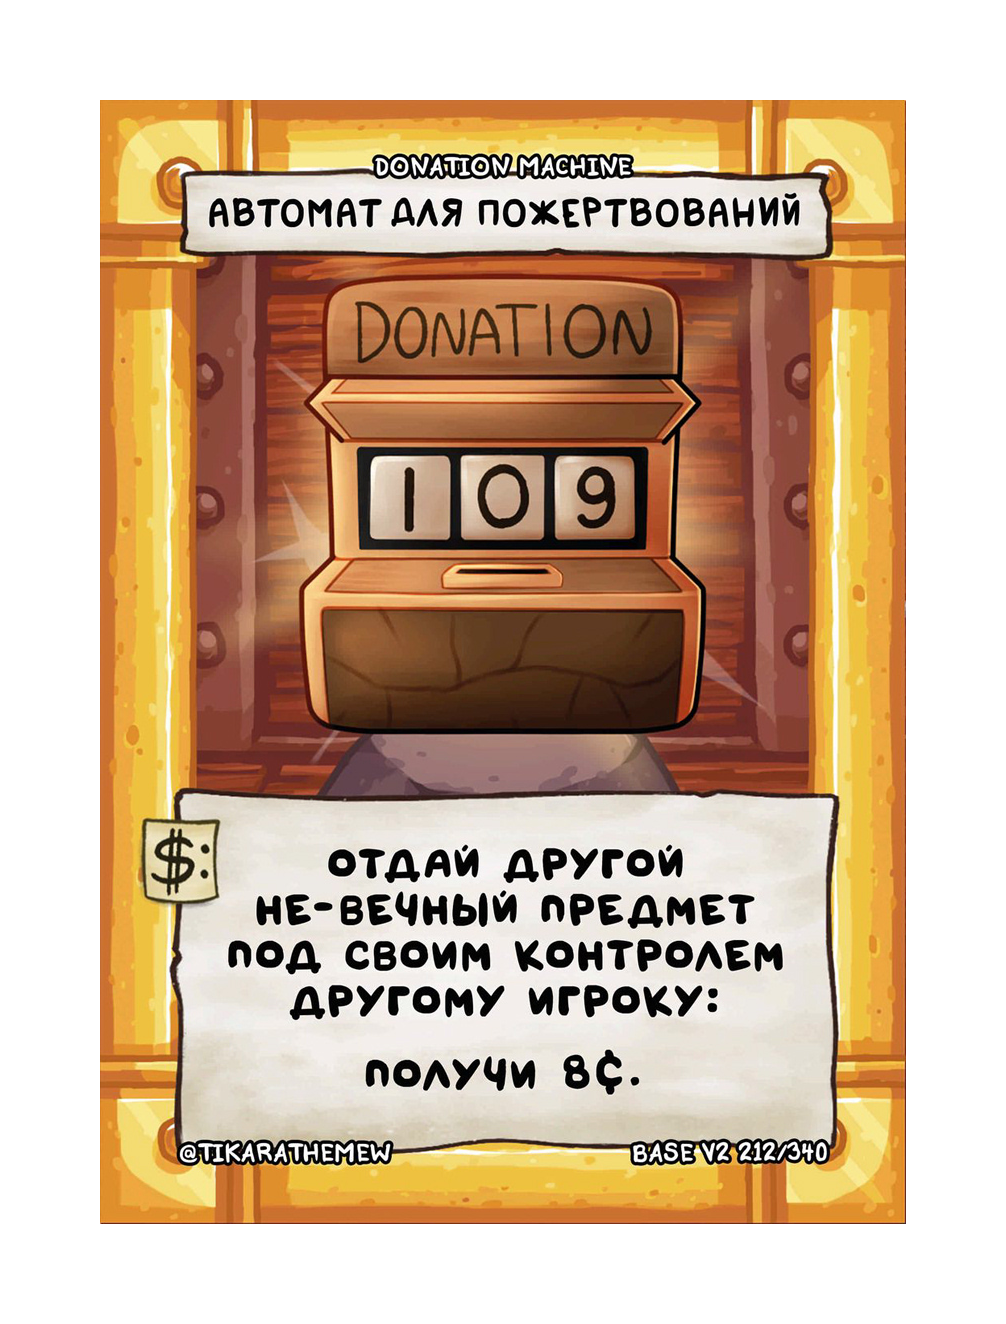 DONATION MACHINE
АВТОМАТ ДЛЯ ПОЖЕРТВОВАНИЙ
DONATION
109
$:
ОТДАЙ ДРУГОЙ
НЕ-ВЕЧНЫЙ ПРЕДМЕТ
ПОД СВОИМ КОНТРОЛЕМ
ДРУГОМУ ИГРОКУ:
ПОЛУЧИ 8₵.
@TIKARATHEMEW
BASE V2 212/340